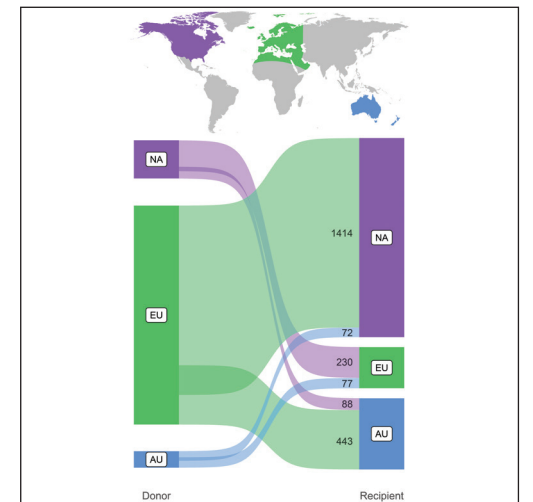 NA
1414
NA
EU
72
230
EU
77
88
AU
443
AU
Donor Recipient